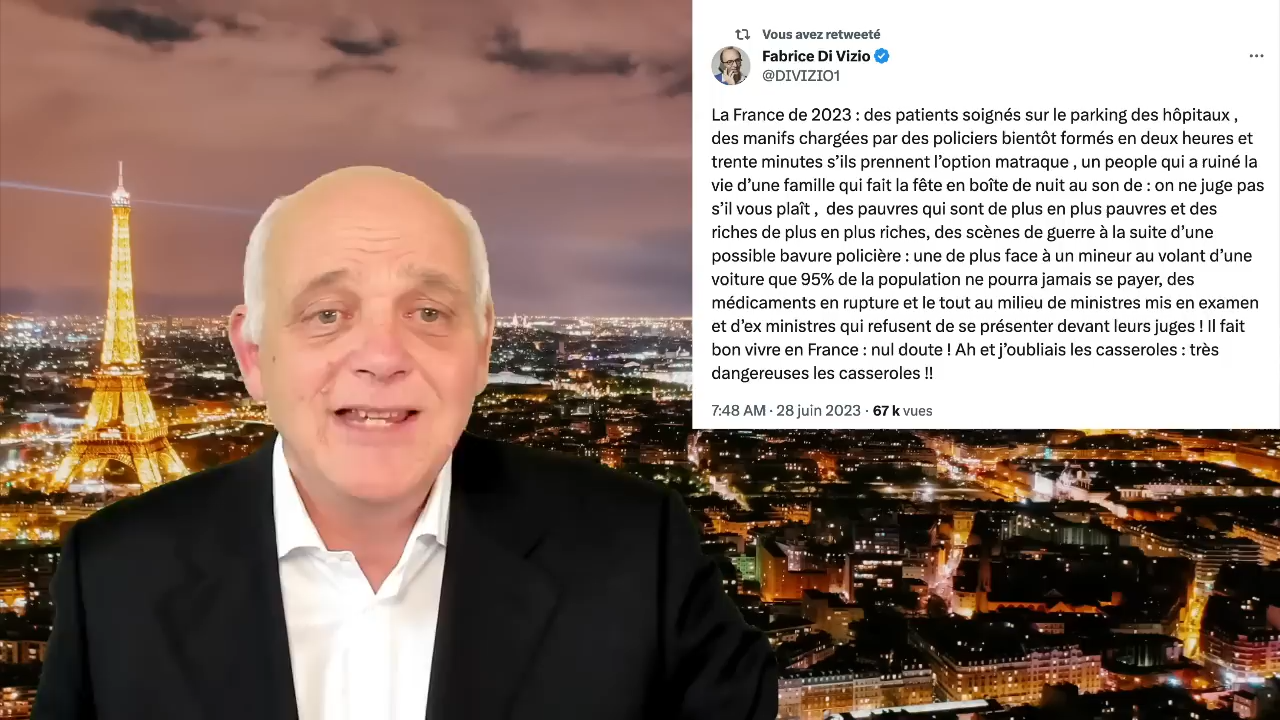 Vous avez retweeté
Fabrice Di Vizio
@DIVIZIO1
La France de 2023 : des patients soignés sur le parking des hôpitaux ,
des manifs chargées par des policiers bientôt formés en deux heures et
trente minutes s’ils prennent l’option matraque , un people qui a ruiné la
vie d’une famille qui fait la fête en boîte de nuit au son de : on ne juge pas
s’il vous plaît ,  des pauvres qui sont de plus en plus pauvres et des
riches de plus en plus riches, des scènes de guerre à la suite d’une
possible bavure policière : une de plus face à un mineur au volant d’une
voiture que 95% de la population ne pourra jamais se payer, des
médicaments en rupture et le tout au milieu de ministres mis en examen
et d’ex ministres qui refusent de se présenter devant leurs juges ! Il fait
bon vivre en France : nul doute ! Ah et j’oubliais les casseroles : très
dangereuses les casseroles !!
7:48 AM · 28 juin 2023 · 67 k vues